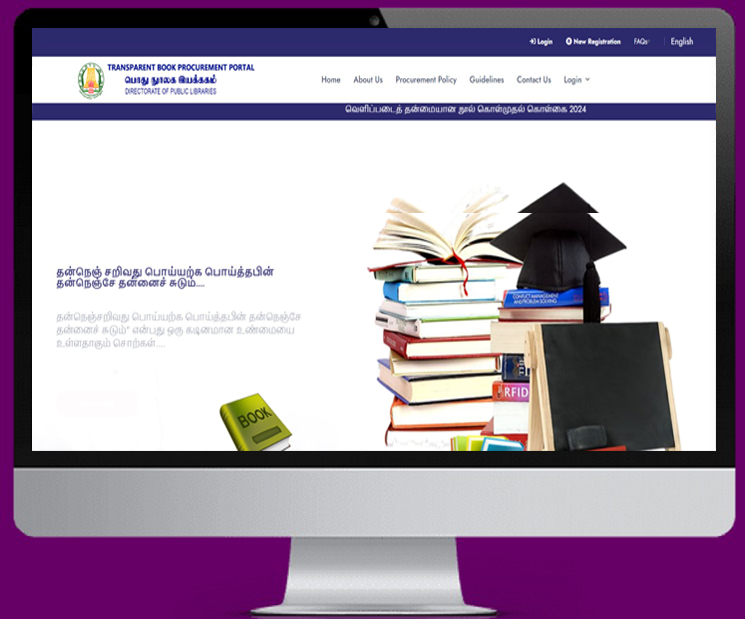 Login New Registration FAQs English
TRANSPARENT BOOK PROCUREMENT PORTAL
பொது நூலக இயக்ககம்
DIRECTORATE OF PUBLIC LIBRARIES
Home About Us Procurement Policy Guidelines Contact Us Login
வெளிப்படைத் தன்மையான நூல் கொள்முதல் கொள்கை 2024
தன்நெஞ் சறிவது பொய்யற்க பொய்த்தபின்
தன்நெஞ்சே தன்னைச் சுடும்....
தன்நெஞ்சறிவது பொய்யற்க பொய்த்தபின் தன்நெஞ்சே
தன்னைச் சுடும்" என்பது ஒரு கடினமான உண்மையை
உள்ளதாகும் சொற்கள்.....
CONFLICT MANAGEMENT
AND PROBLEM SOLVING
RFID
BOOK